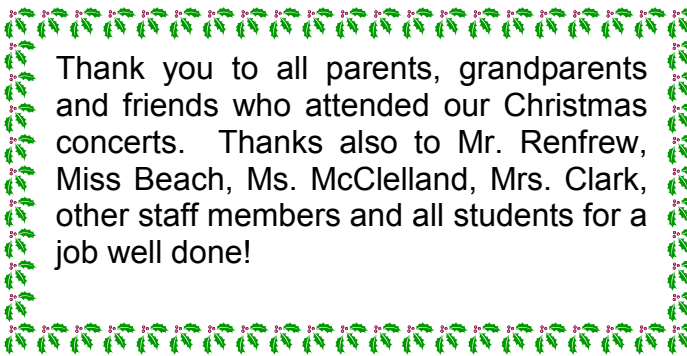 Thank you to all parents, grandparents
and friends who attended our Christmas
concerts. Thanks also to Mr. Renfrew,
Miss Beach, Ms. McClelland, Mrs. Clark,
other staff members and all students for a
job well done!